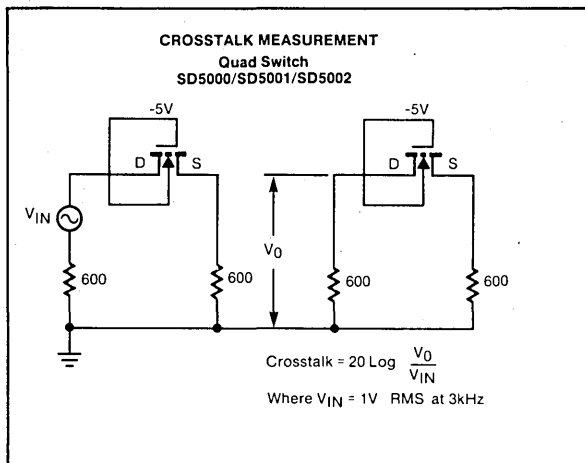 CROSSTALK MEASUREMENT
Quad Switch
SD5000/SD5001/SD5002
-5V
-5V
D
S
D
S
VIN
V0
600
600
600
600
Crosstalk = 20 Log V0/VIN
Where VIN = 1V RMS at 3kHz